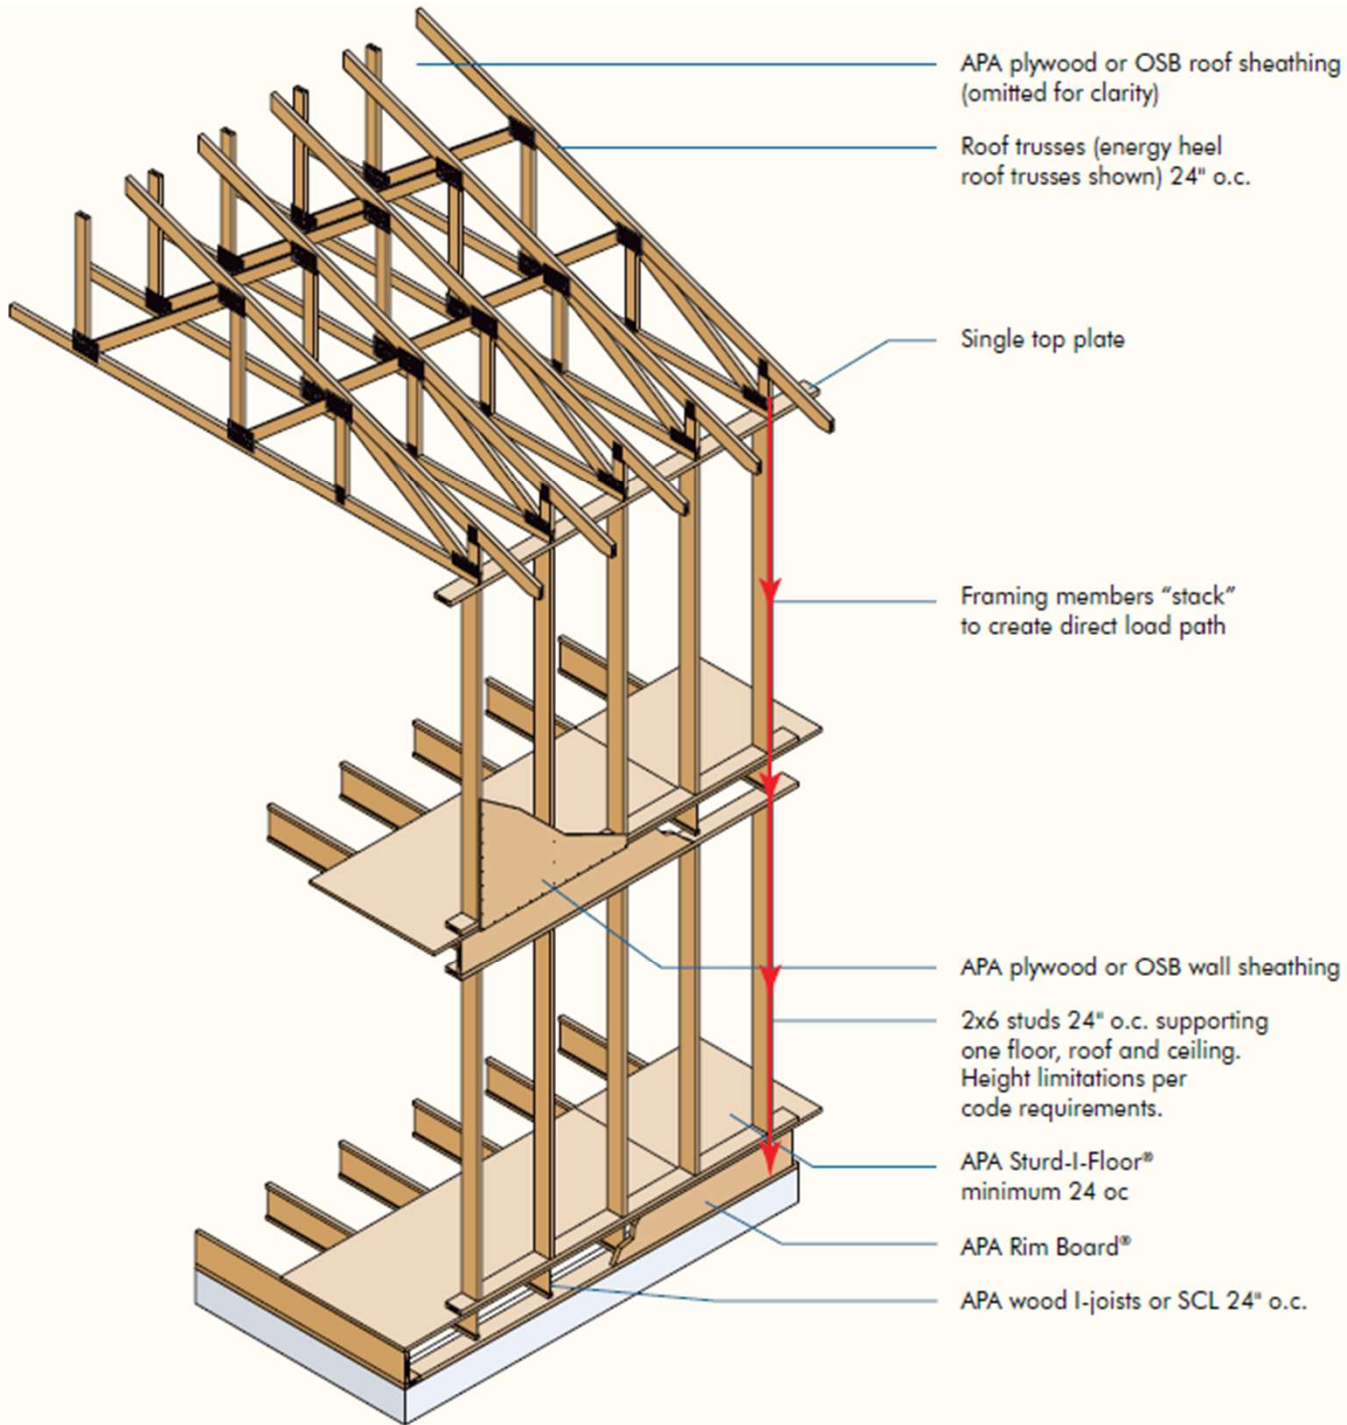 APA plywood or OSB roof sheathing
(omitted for clarity)
Roof trusses (energy heel
roof trusses shown) 24" o.c.
Single top plate
Framing members “stack”
to create direct load path
APA plywood or OSB wall sheathing
2x6 studs 24" o.c. supporting
one floor, roof and ceiling.
Height limitations per
code requirements.
APA Sturd-I-Floor®
minimum 24 oc
APA Rim Board®
APA wood I-joists or SCL 24" o.c.